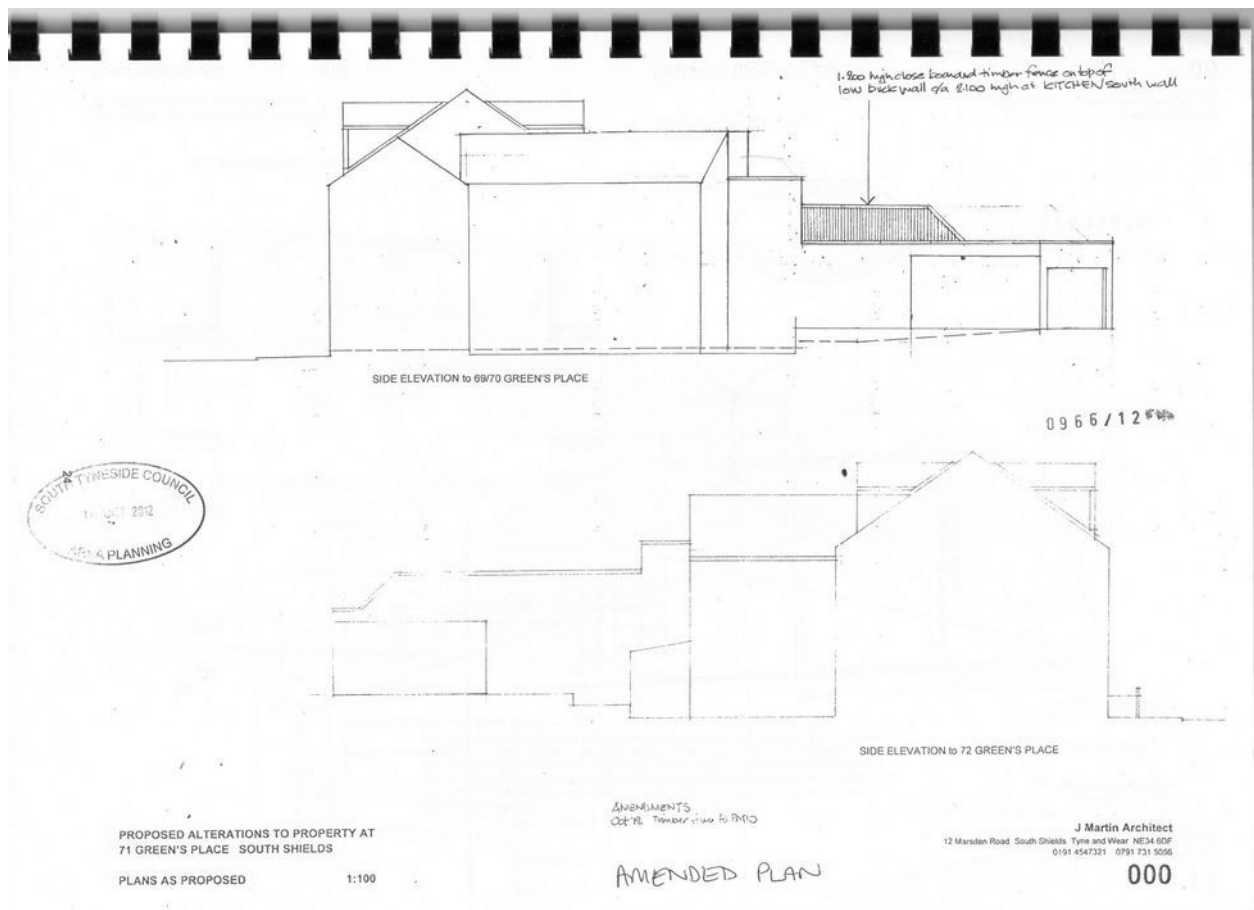 1.800 high close boarded timber fence on top of
low brick wall o/a 2100 high at KITCHEN south wall
SIDE ELEVATION to 69/70 GREEN'S PLACE
0966/12
SOUTH TYNESIDE COUNCIL
OCT 2012
AREA PLANNING
SIDE ELEVATION to 72 GREEN'S PLACE
AMENDMENTS
Oct 12 Timber to
AMENDED PLAN
PROPOSED ALTERATIONS TO PROPERTY AT
71 GREEN'S PLACE SOUTH SHIELDS
PLANS AS PROPOSED 1:100
J Martin Architect
12 Marsden Road South Shields Tyne and Wear NE34 6DF
0191 4547321 0791 731 5056
000